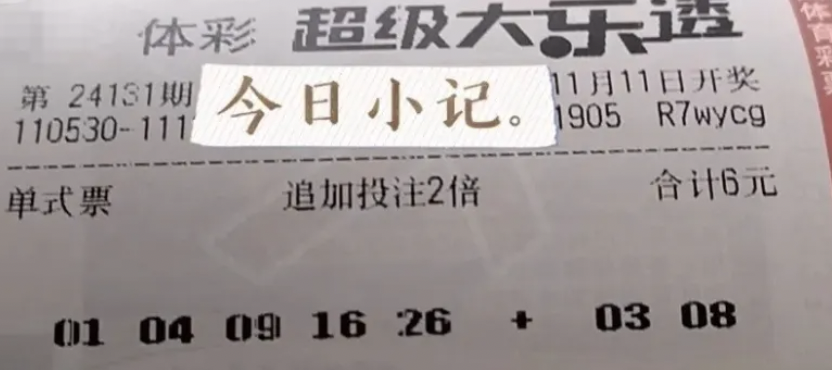 体彩 超级大乐透
第 24131期 今日小记。 11月11日开奖
110530-111 1905 R7wycg
单式票 追加投注2倍 合计6元
01 04 09 16 26 + 03 08
体育彩